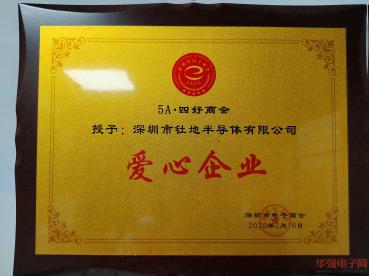 5A·四好商会
授予：深圳市钍地半导体有限公司
爱心企业
深圳市电子商会
华强电子网